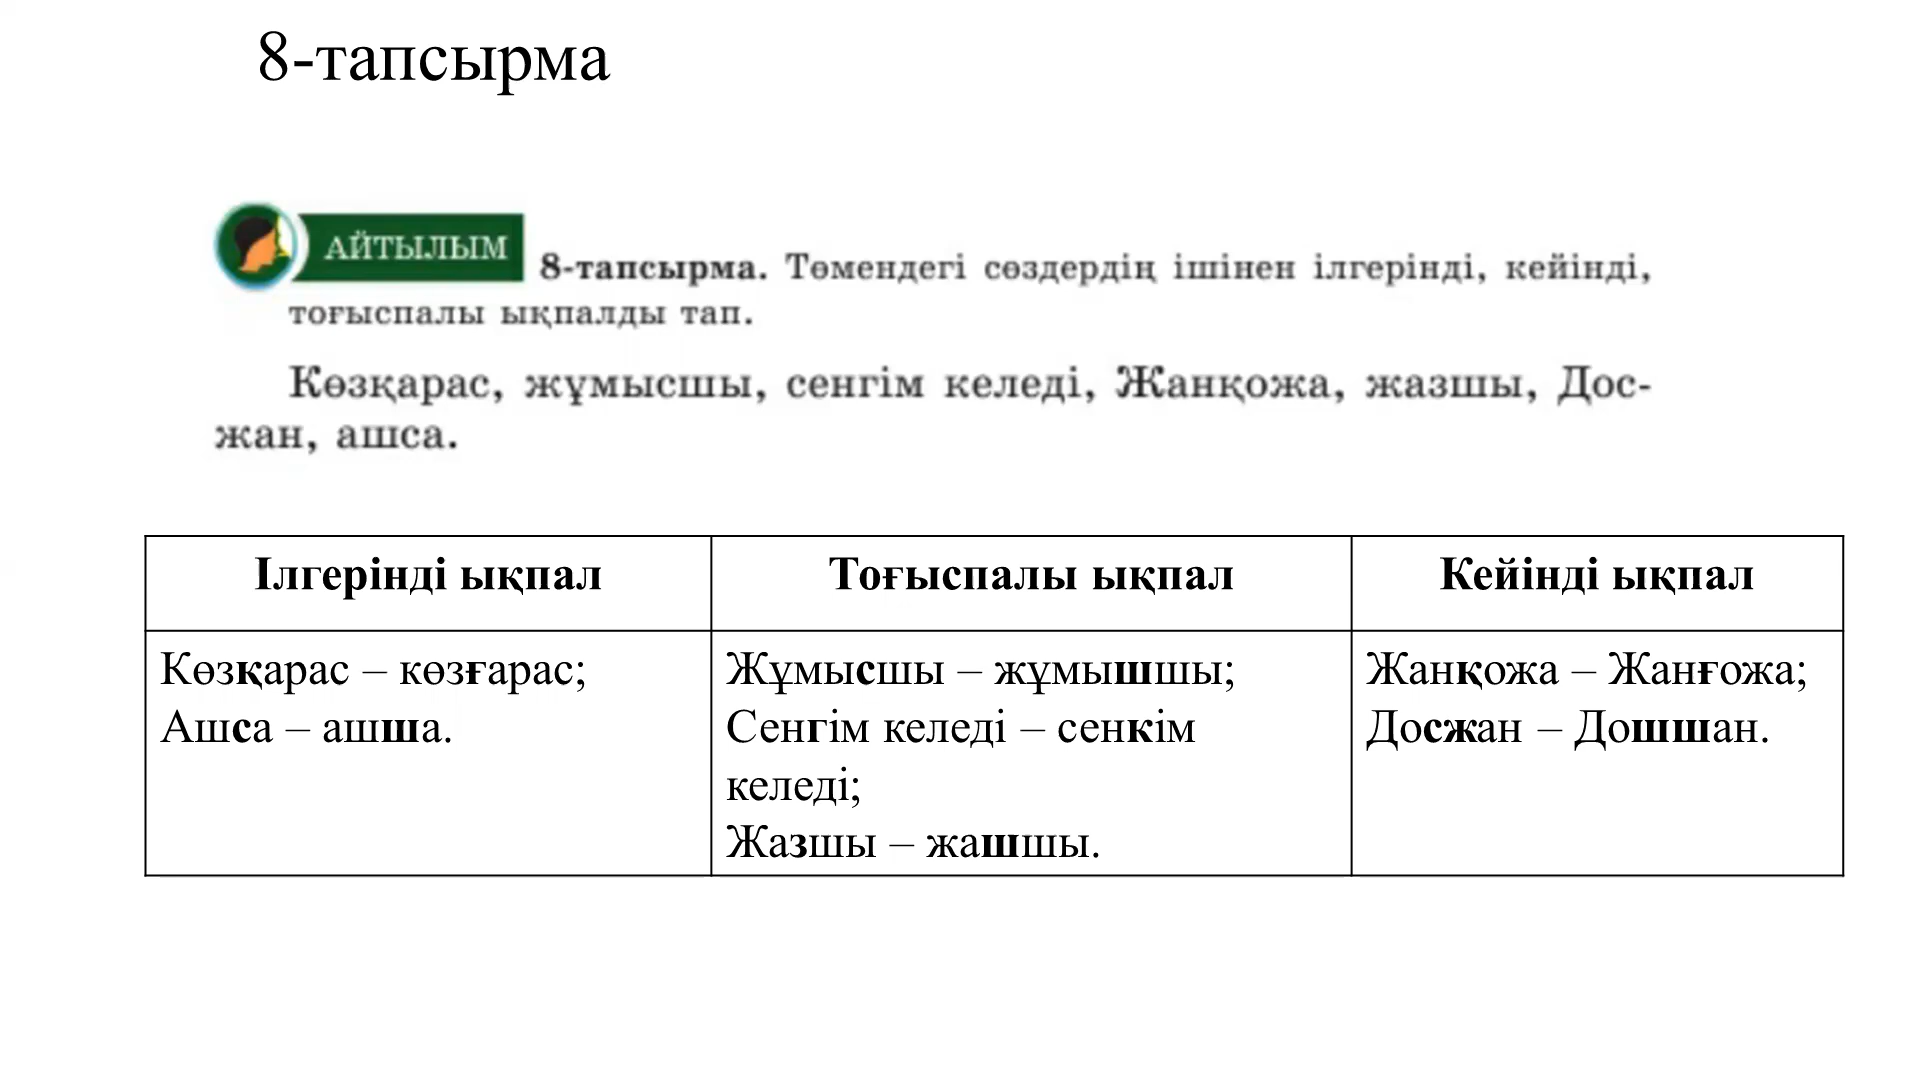 8-тапсырма
АЙТЫЛЫМ
8-тапсырма. Төмендегі сөздердің ішінен ілгерінді, кейінді,
тоғыспалы ықпалды тап.
Көзқарас, жұмысшы, сенгім келеді, Жанқожа, жазшы, Дос-
жан, ашса.
Ілгерінді ықпал
Тоғыспалы ықпал
Кейінді ықпал
Көзқарас – көзғарас;
Ашса – ашша.
Жұмысшы – жұмышшы;
Сенгім келеді – сенкім
келеді;
Жазшы – жашшы.
Жанқожа – Жанғожа;
Досжан – Дошшан.